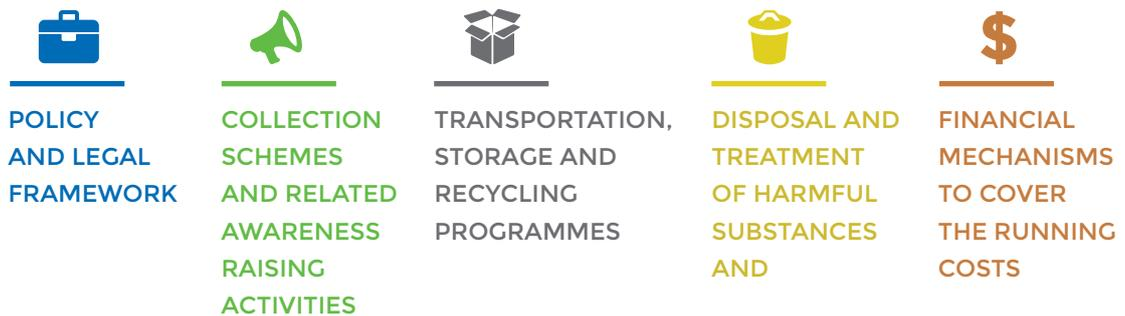 POLICY
AND LEGAL
FRAMEWORK
COLLECTION
SCHEMES
AND RELATED
AWARENESS
RAISING
ACTIVITIES
TRANSPORTATION,
STORAGE AND
RECYCLING
PROGRAMMES
DISPOSAL AND
TREATMENT
OF HARMFUL
SUBSTANCES
AND
FINANCIAL
MECHANISMS
TO COVER
THE RUNNING
COSTS